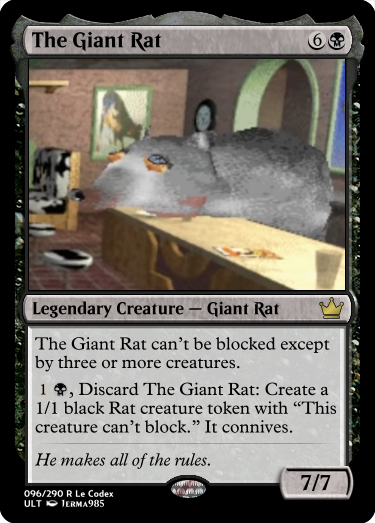 The Giant Rat 6
Legendary Creature — Giant Rat
The Giant Rat can't be blocked except
by three or more creatures.
1 , Discard The Giant Rat: Create a
1/1 black Rat creature token with “This
creature can't block.” It connives.
He makes all of the rules.
7/7
096/290 R Le Codex
ULT JERMA985